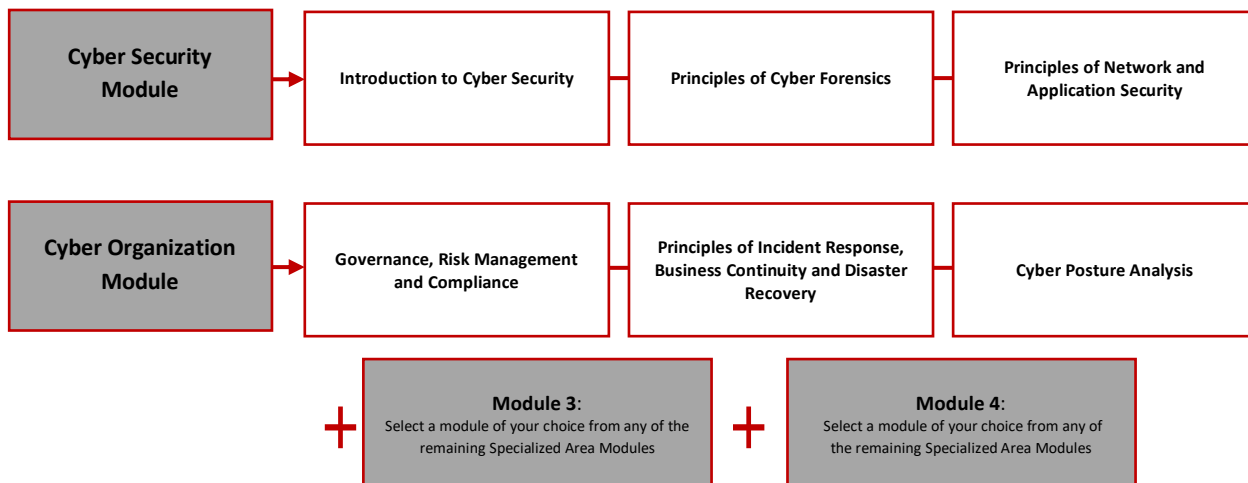 Cyber Security
Module
Introduction to Cyber Security
Principles of Cyber Forensics
Principles of Network and
Application Security
Cyber Organization
Module
Governance, Risk Management
and Compliance
Principles of Incident Response,
Business Continuity and Disaster
Recovery
Cyber Posture Analysis
+
Module 3:
Select a module of your choice from any of the
remaining Specialized Area Modules
+
Module 4:
Select a module of your choice from any of
the remaining Specialized Area Modules